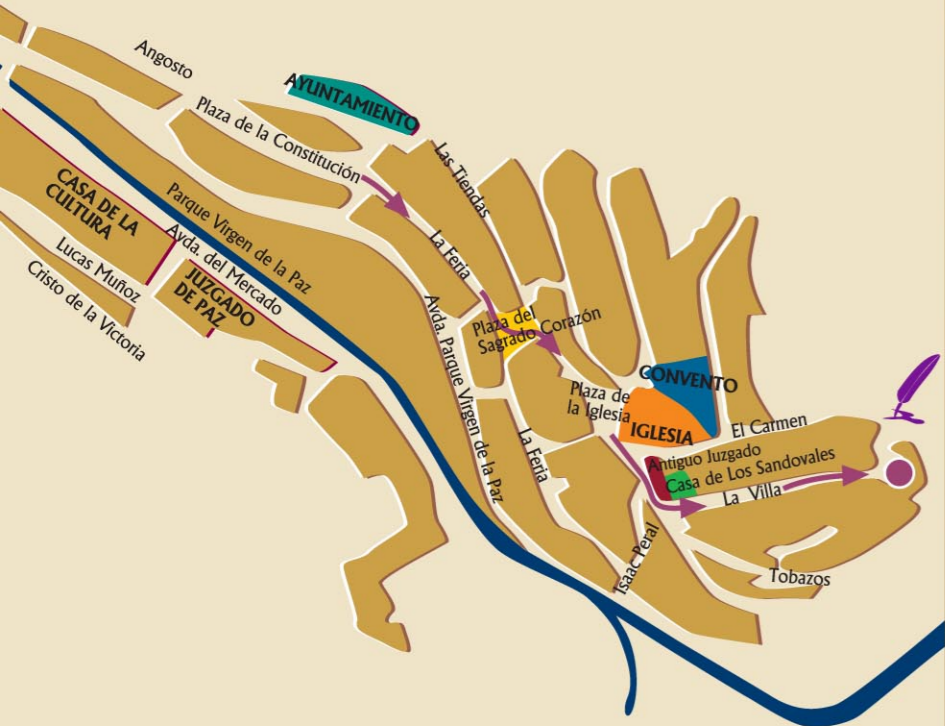 Angosto
AYUNTAMIENTO
Plaza de la Constitución
Las Tiendas
CASA DE LA
CULTURA
Parque Virgen de la Paz
Avda. del Mercado
Lucas Muñoz
Cristo de la Victoria
JUZGADO
DE PAZ
La Feria
Avda. Parque Virgen de la Paz
Plaza del
Sagrado Corazón
CONVENTO
Plaza de
la Iglesia
IGLESIA
El Carmen
La Feria
Antiguo Juzgado
Casa de Los Sandovales
La Villa
Isaac Peral
Tobazos